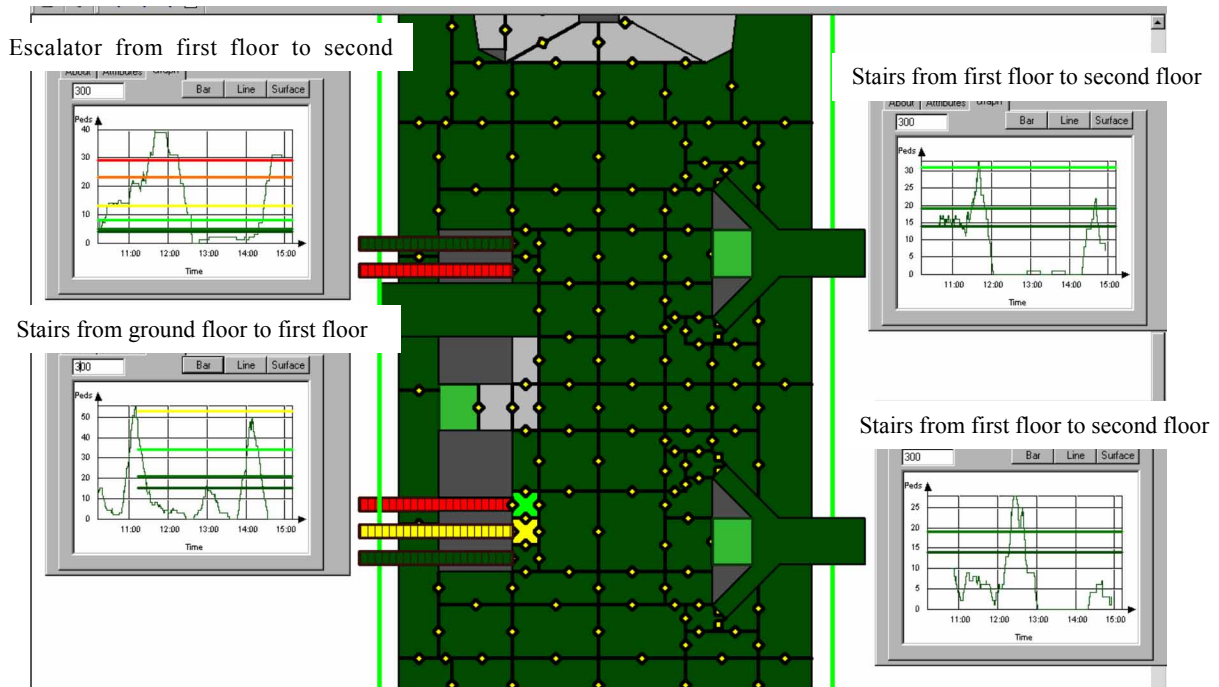 Escalator from first floor to second
About Attributes Graph
300 Bar Line Surface
Peds
40
30
20
10
0
11:00 12:00 13:00 14:00 15:00
Time
Stairs from ground floor to first floor
300 Bar Line Surface
Peds
50
40
30
20
10
0
11:00 12:00 13:00 14:00 15:00
Time
Stairs from first floor to second floor
About Attributes Graph
300 Bar Line Surface
Peds
30
25
20
15
10
5
0
11:00 12:00 13:00 14:00 15:00
Time
Stairs from first floor to second floor
300 Bar Line Surface
Peds
25
20
15
10
5
0
11:00 12:00 13:00 14:00 15:00
Time